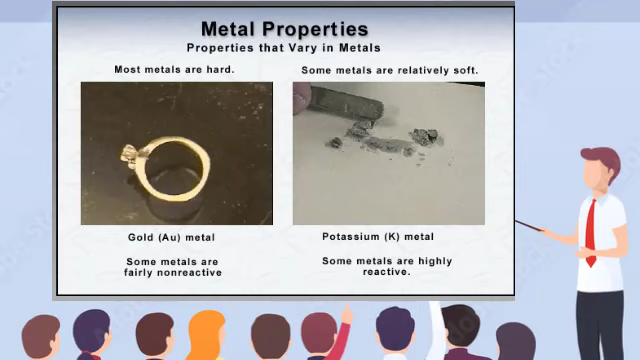 Metal Properties
Properties that Vary in Metals
Most metals are hard.
Some metals are relatively soft.
Gold (Au) metal
Potassium (K) metal
Some metals are
fairly nonreactive
Some metals are highly
reactive.